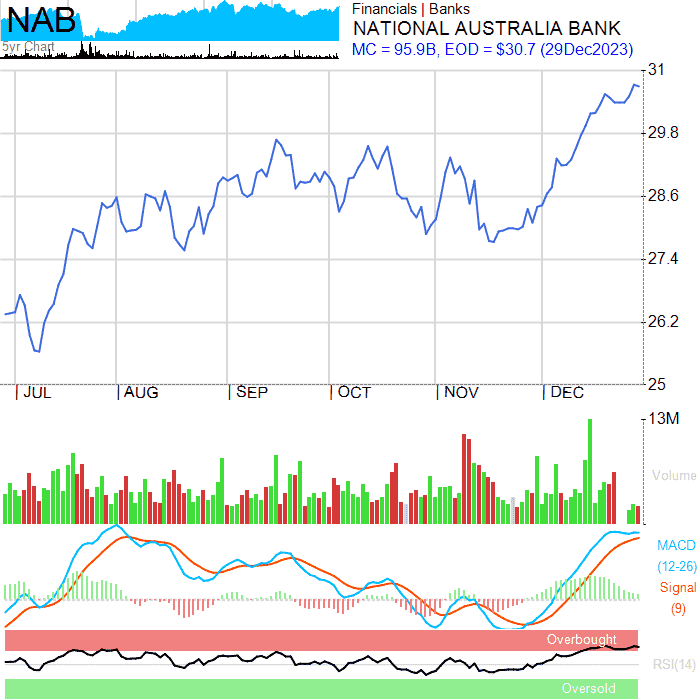 NAB
5yr Chart
Financials | Banks
NATIONAL AUSTRALIA BANK
MC = 95.9B, EOD = $30.7 (29Dec2023)
31
29.8
28.6
27.4
26.2
25
| JUL | AUG | SEP | OCT | NOV | DEC
13M
Volume
MACD
(12-26)
Signal
(9)
Overbought
RSI(14)
Oversold